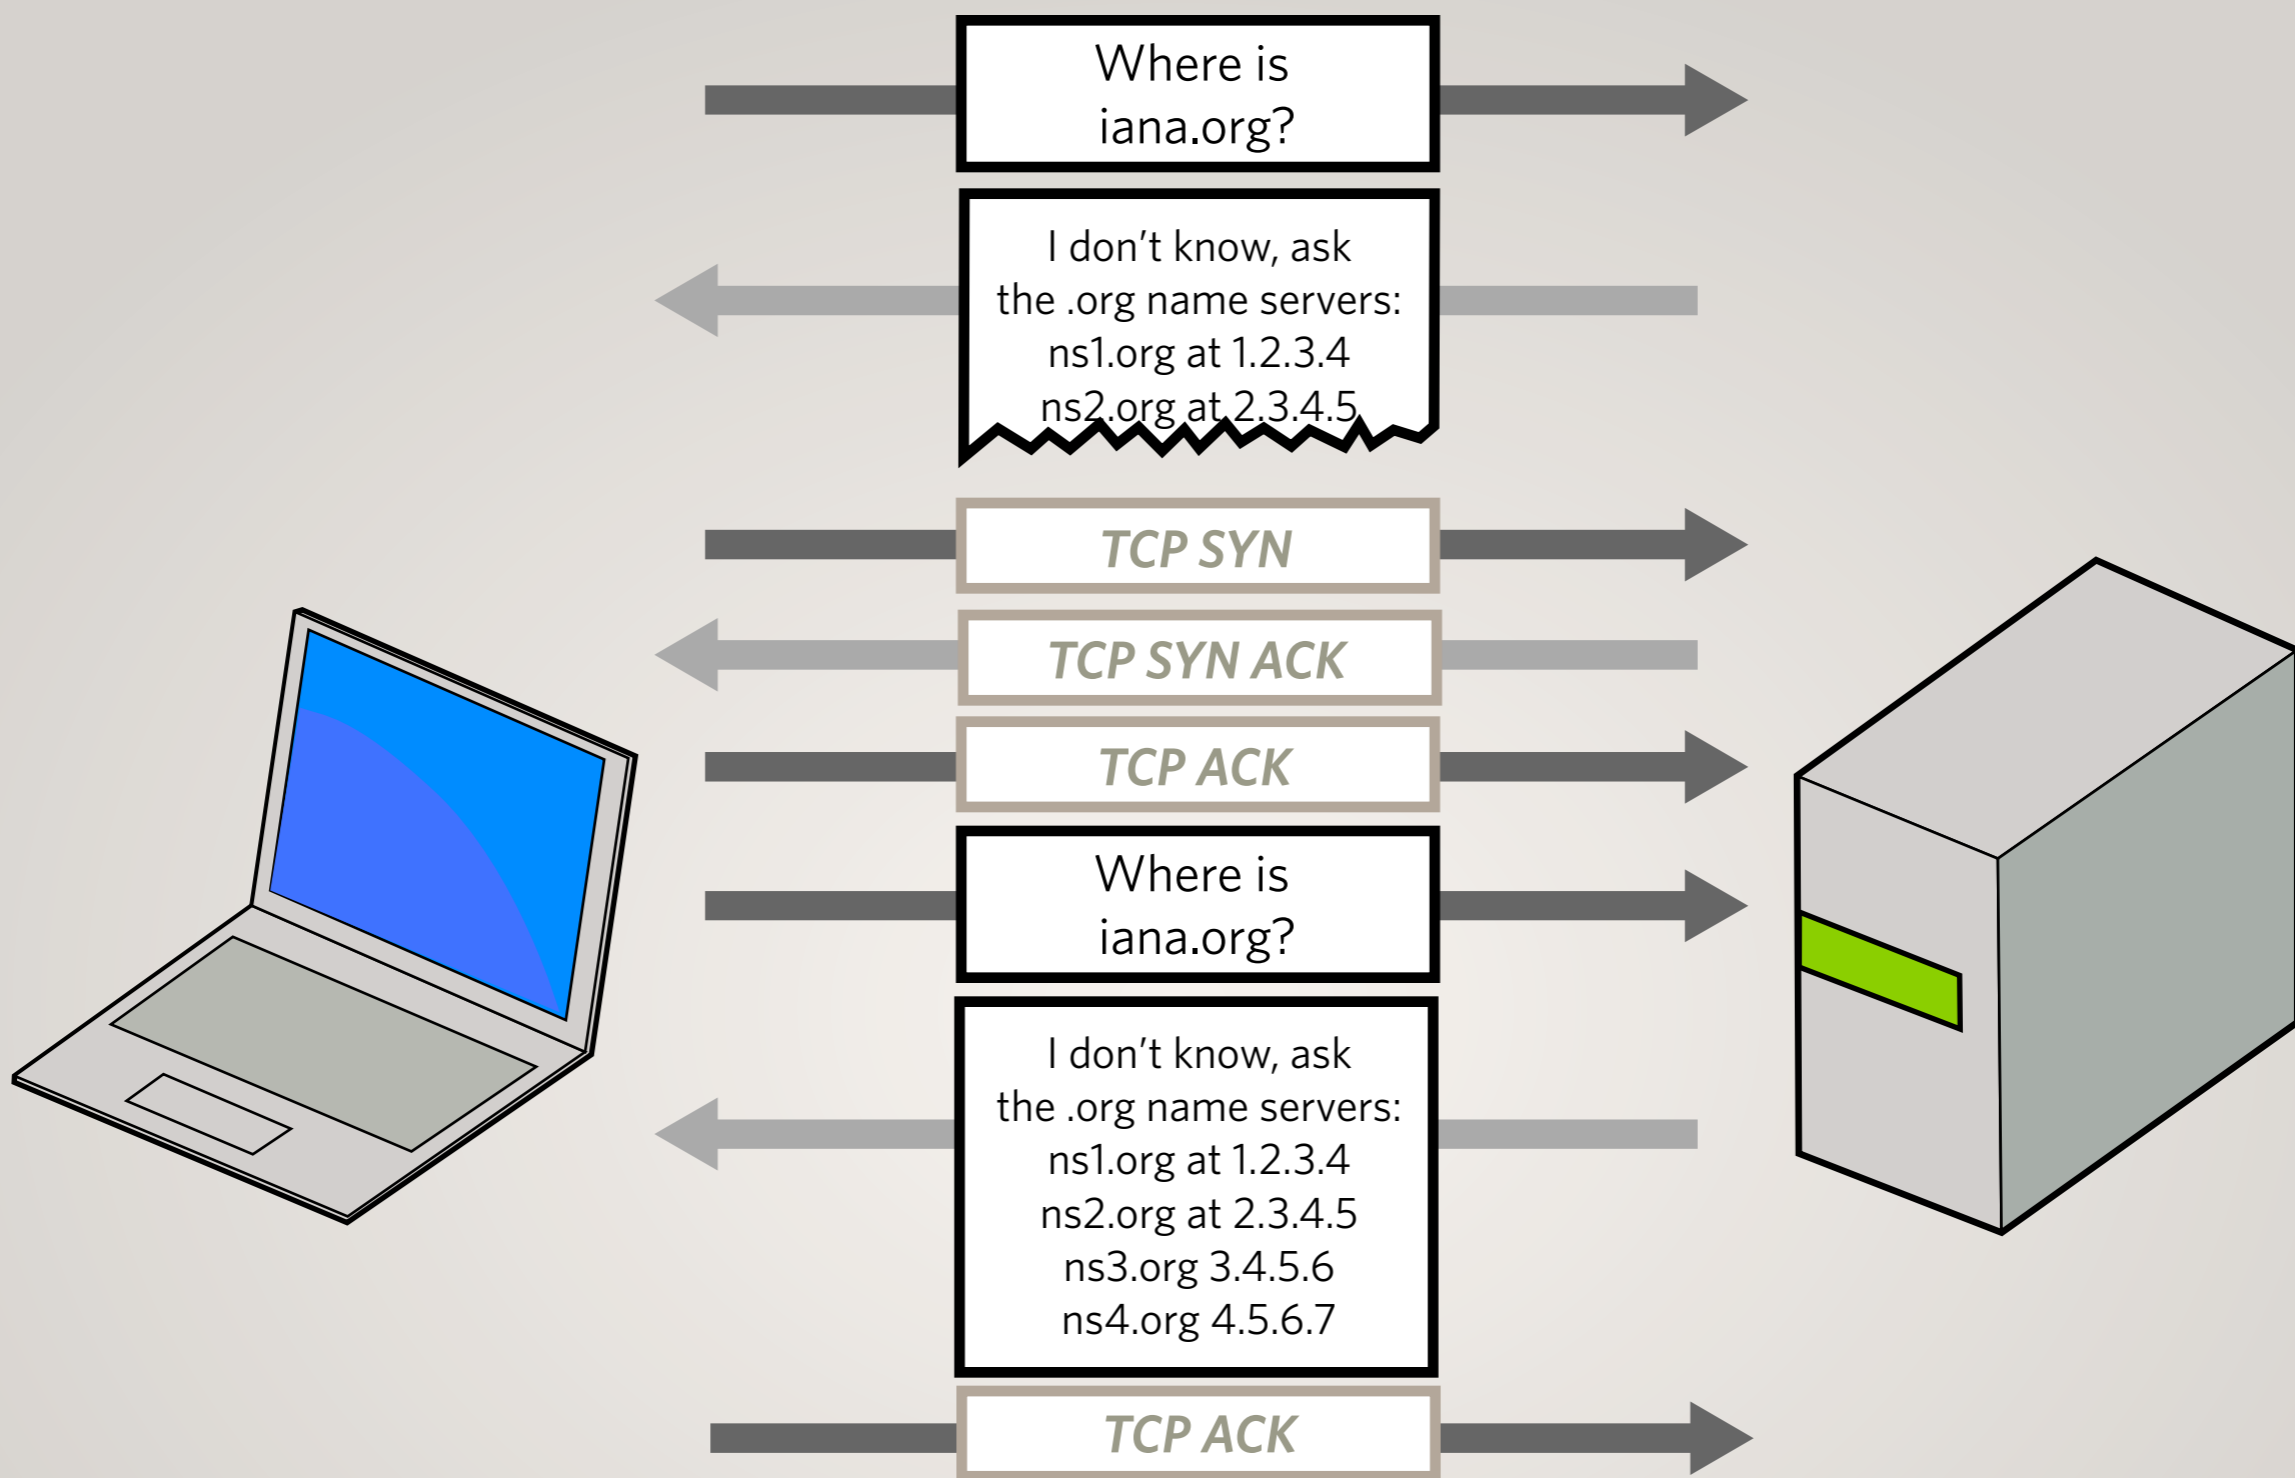 Where is
iana.org?
I don't know, ask
the .org name servers:
ns1.org at 1.2.3.4
ns2.org at 2.3.4.5
TCP SYN
TCP SYN ACK
TCP ACK
Where is
iana.org?
I don't know, ask
the .org name servers:
ns1.org at 1.2.3.4
ns2.org at 2.3.4.5
ns3.org 3.4.5.6
ns4.org 4.5.6.7
TCP ACK